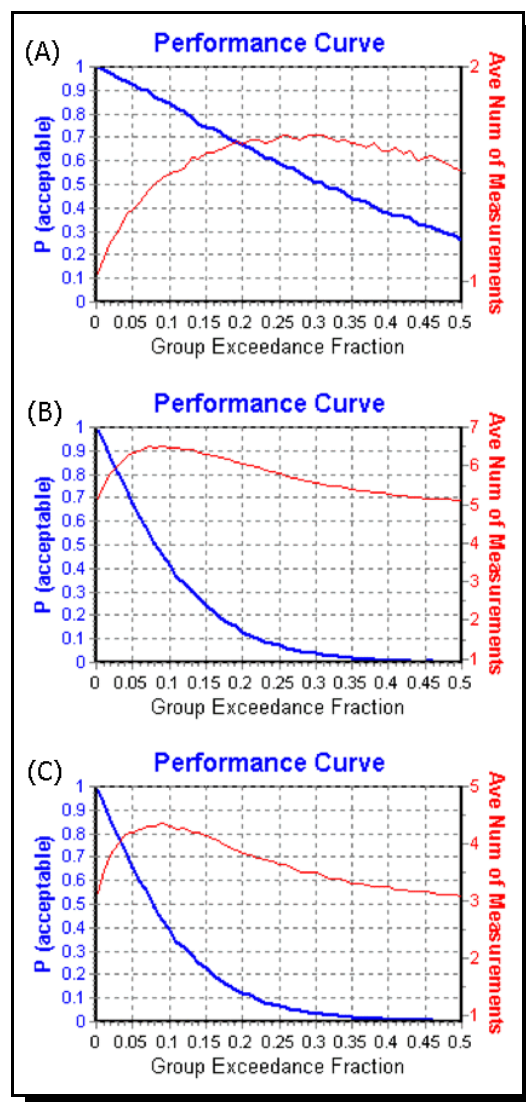 (A)
Performance Curve
P (acceptable)
1
0.9
0.8
0.7
0.6
0.5
0.4
0.3
0.2
0.1
0
2
1
Ave Num of Measurements
0 0.05 0.1 0.15 0.2 0.25 0.3 0.35 0.4 0.45 0.5
Group Exceedance Fraction
(B)
Performance Curve
P (acceptable)
1
0.9
0.8
0.7
0.6
0.5
0.4
0.3
0.2
0.1
0
7
6
5
4
3
2
1
Ave Num of Measurements
0 0.05 0.1 0.15 0.2 0.25 0.3 0.35 0.4 0.45 0.5
Group Exceedance Fraction
(C)
Performance Curve
P (acceptable)
1
0.9
0.8
0.7
0.6
0.5
0.4
0.3
0.2
0.1
0
5
4
3
2
1
Ave Num of Measurements
0 0.05 0.1 0.15 0.2 0.25 0.3 0.35 0.4 0.45 0.5
Group Exceedance Fraction